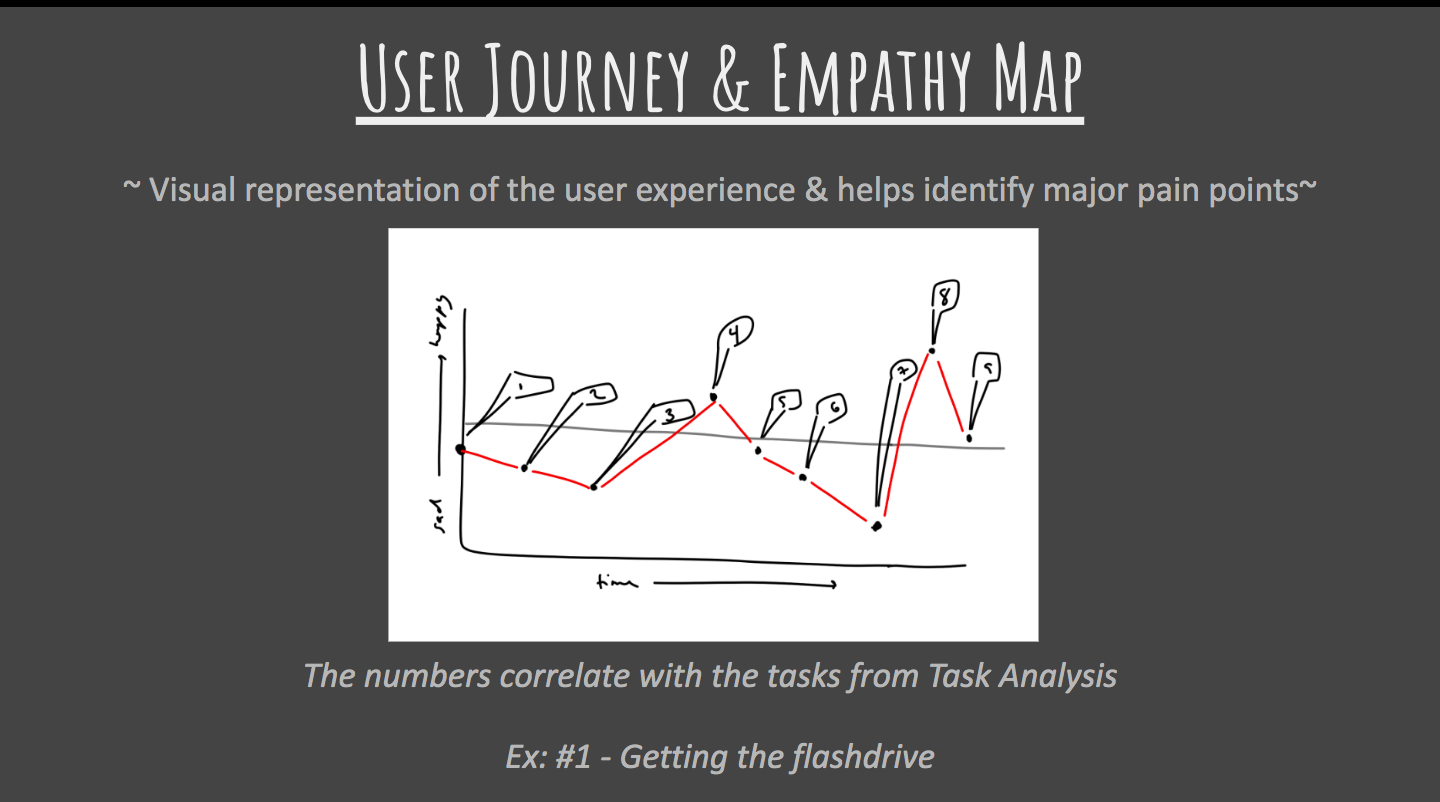 USER JOURNEY & EMPATHY MAP
~ Visual representation of the user experience & helps identify major pain points~
happy
sad
1
2
3
4
5
6
7
8
9
time
The numbers correlate with the tasks from Task Analysis
Ex: #1 - Getting the flashdrive